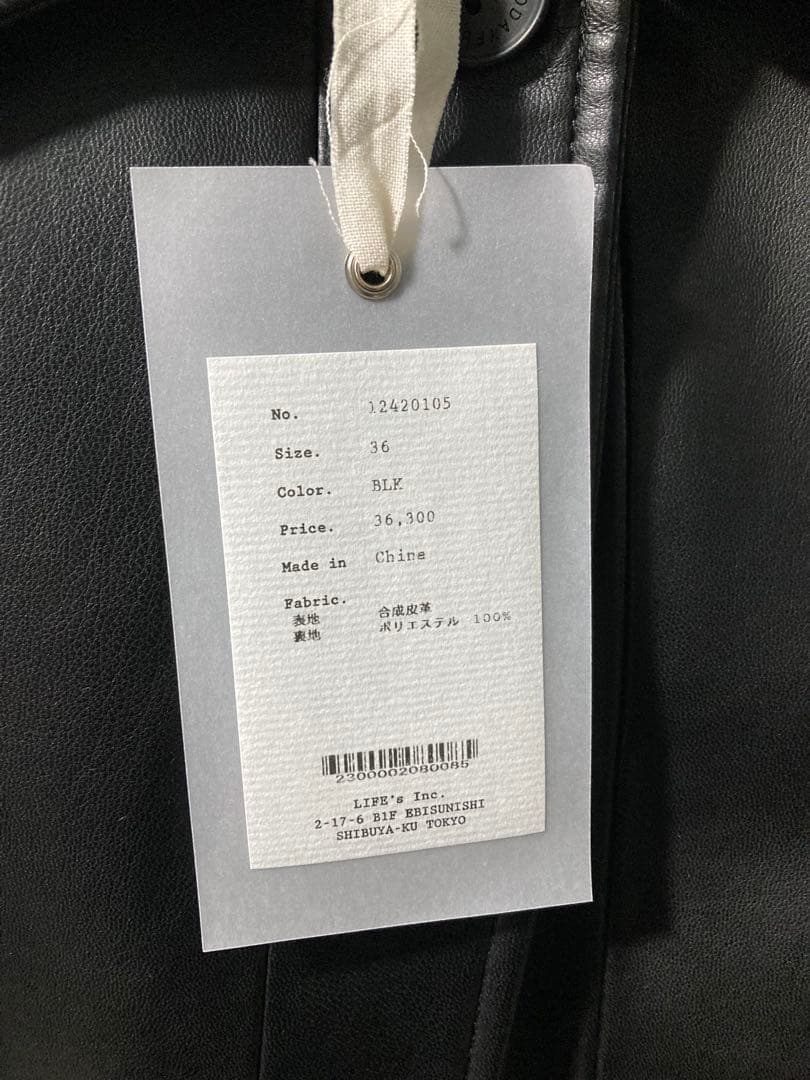 No. 12420105
Size. 36
Color. BLK
Price. 36,300
Made in China
Fabric.
表地 合成皮革
裏地 ポリエステル 100%
2300002080085
LIFE's Inc.
2-17-6 B1F EBISUNISHI
SHIBUYA-KU TOKYO